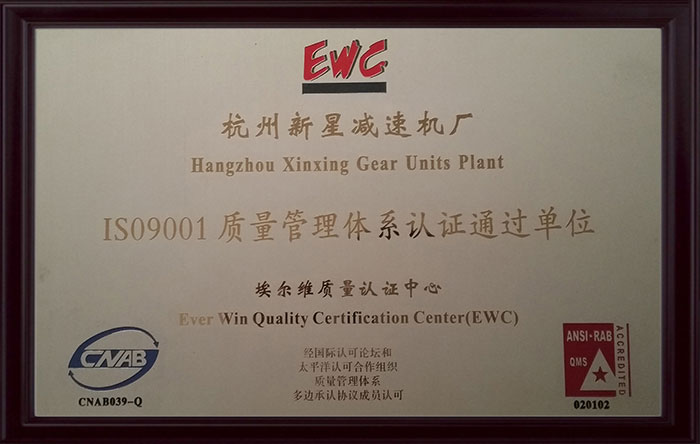 EWC
杭州新星减速机厂
Hangzhou Xinxing Gear Units Plant
ISO9001 质量管理体系认证通过单位
埃尔维质量认证中心
Ever Win Quality Certification Center(EWC)
CNAB
CNAB039-Q
经国际认可论坛和
太平洋认可合作组织
质量管理体系
多边承认协议成员认可
ANSI-RAB
QMS
ACCREDITED
020102